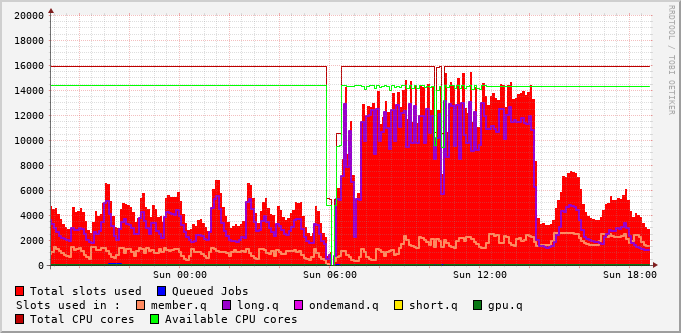 20000
18000
16000
14000
12000
10000
8000
6000
4000
2000
0
Sun 00:00 Sun 06:00 Sun 12:00 Sun 18:00
RRDTOOL / TOBI OETIKER
Total slots used Queued Jobs
Slots used in : member.q long.q ondemand.q short.q gpu.q
Total CPU cores Available CPU cores